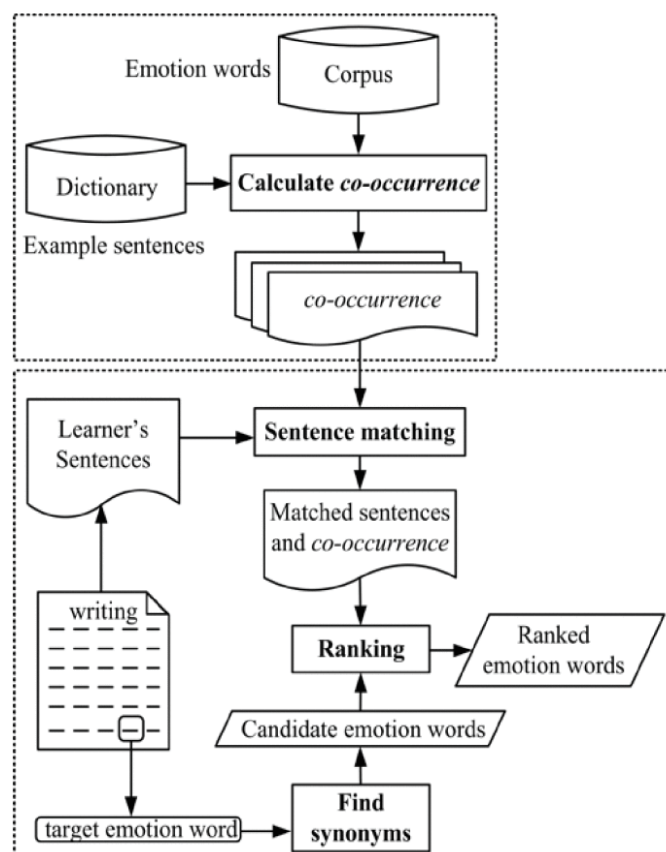 Emotion words
Corpus
Dictionary
Calculate co-occurrence
Example sentences
co-occurrence
Learner's
Sentences
Sentence matching
Matched sentences
and co-occurrence
writing
Ranking
Ranked
emotion words
Candidate emotion words
target emotion word
Find
synonyms